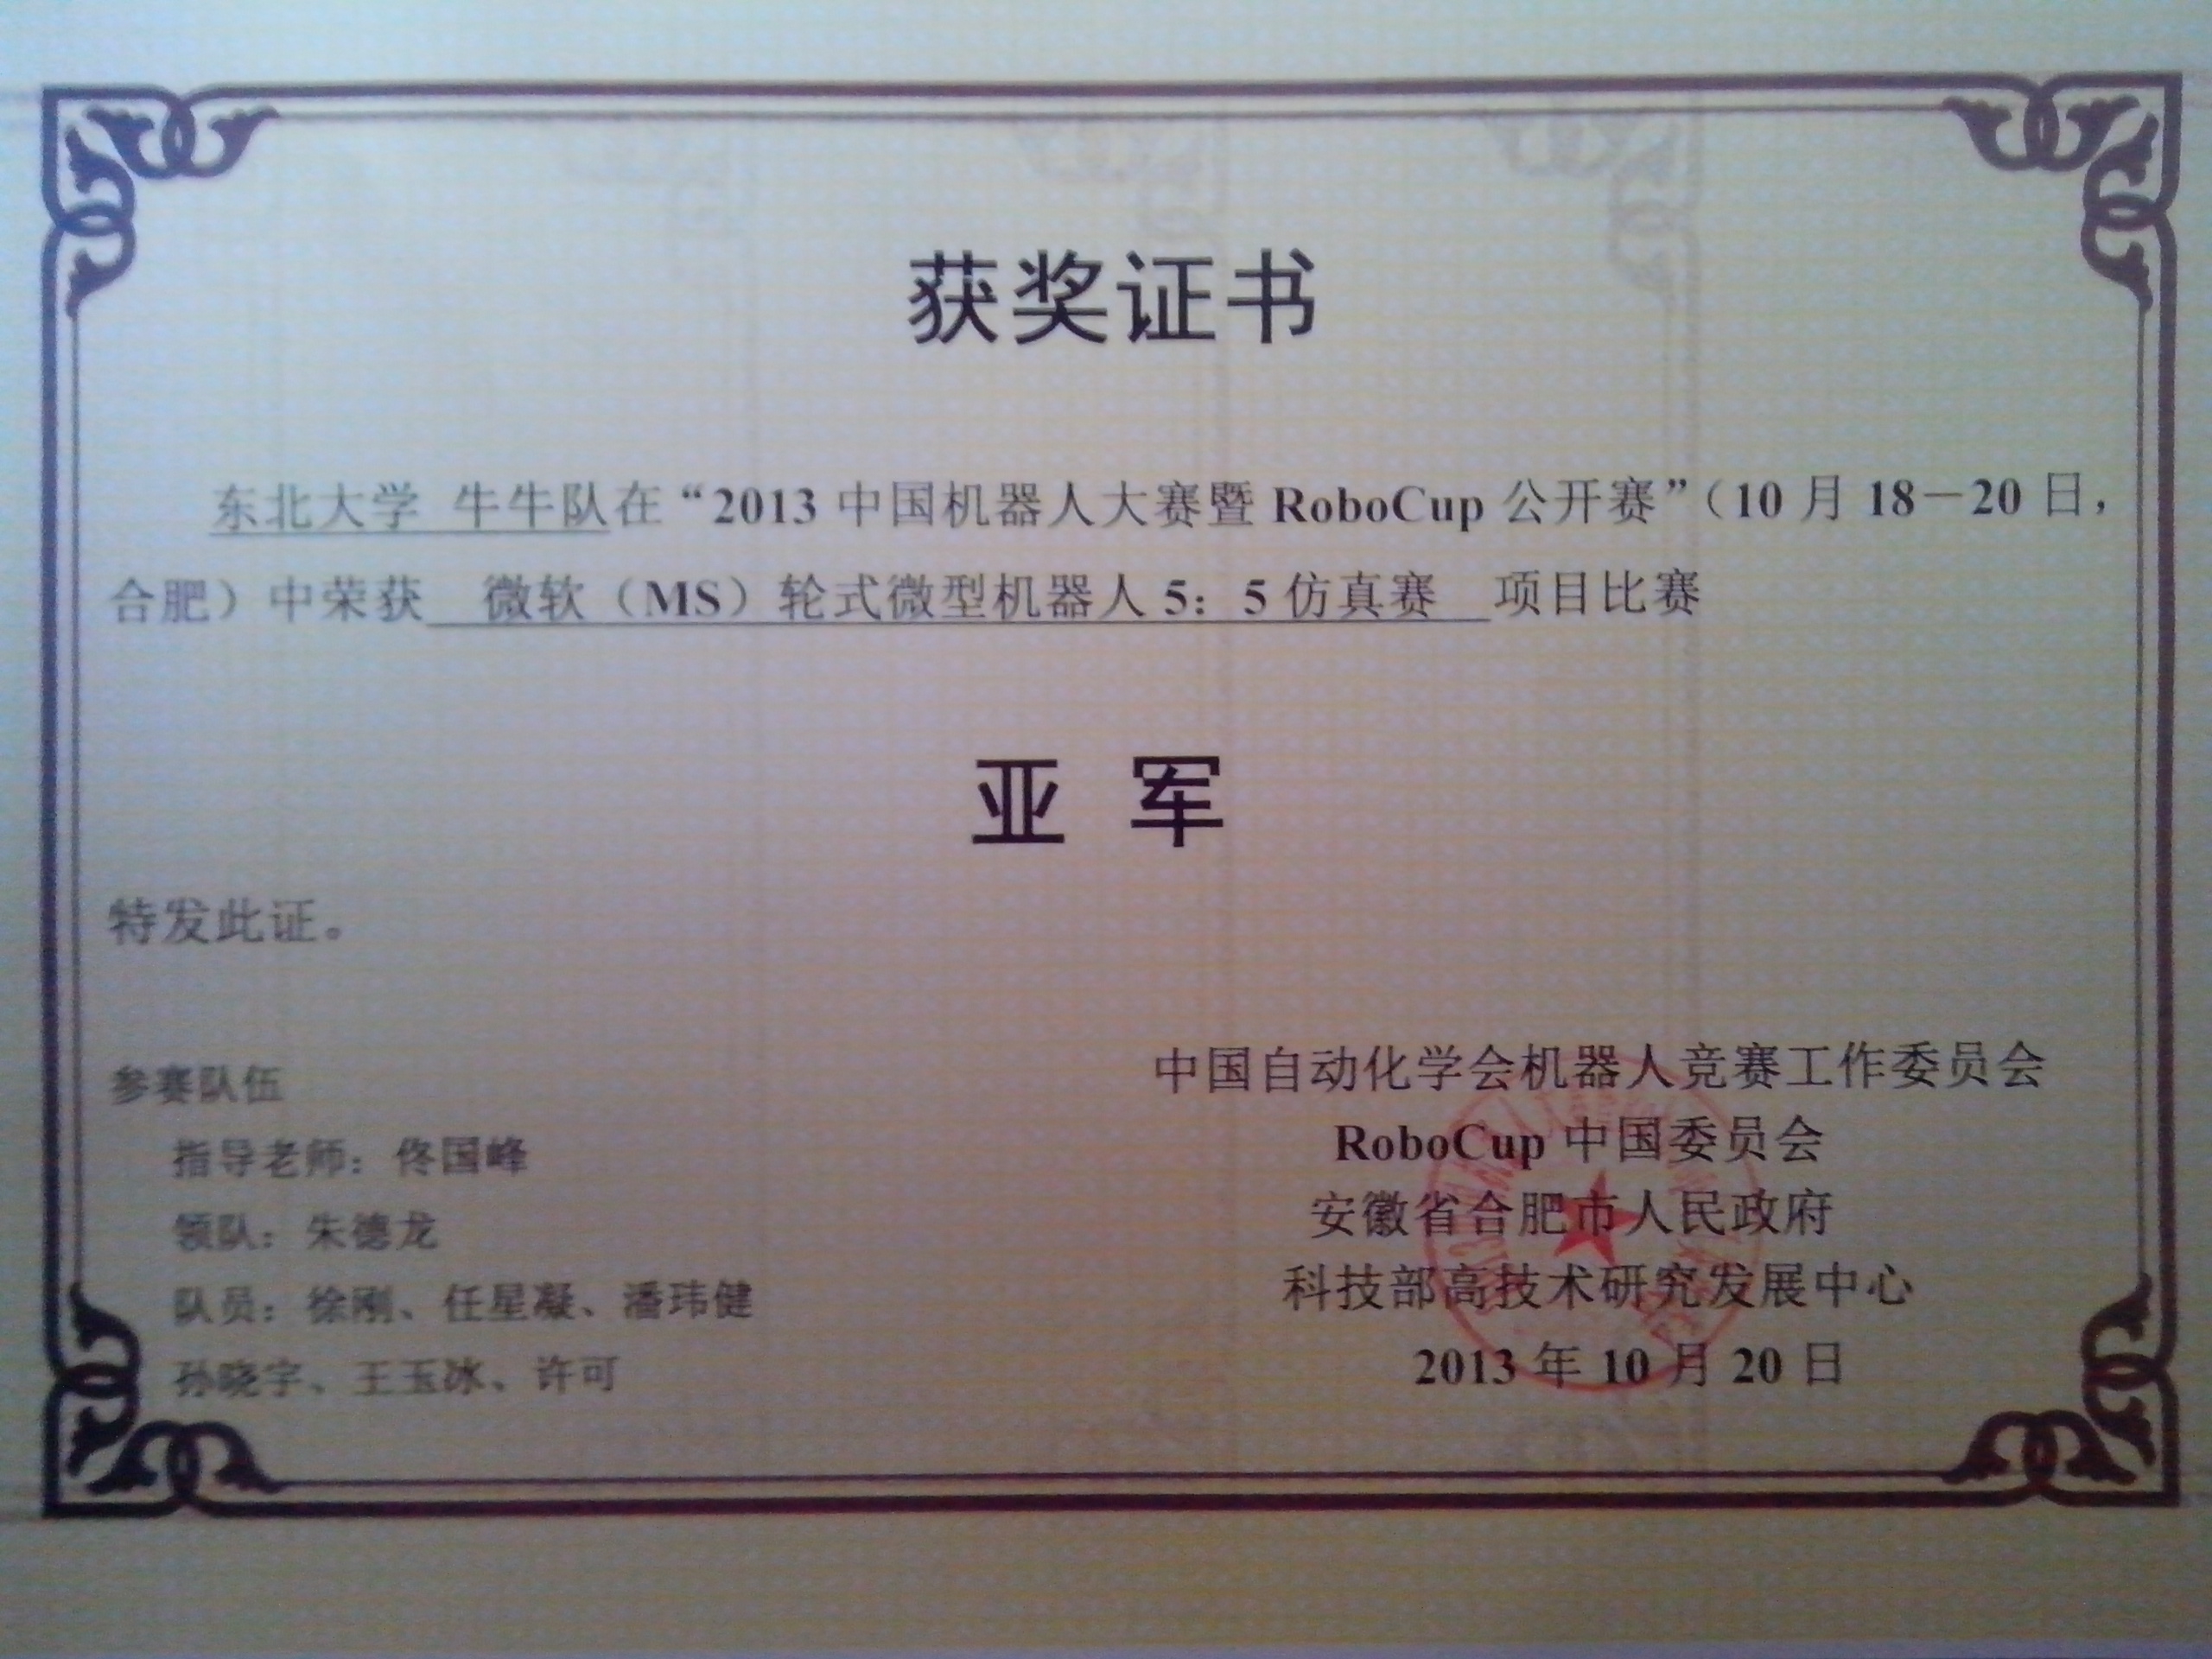 获奖证书
东北大学 牛牛队在“2013 中国机器人大赛暨 RoboCup 公开赛”（10 月 18－20 日，
合肥）中荣获 微软（MS）轮式微型机器人 5：5 仿真赛 项目比赛
亚 军
特发此证。
参赛队伍
指导老师：佟国峰
领队：朱德龙
队员：徐刚、任星凝、潘玮健
孙晓宇、王玉冰、许可
中国自动化学会机器人竞赛工作委员会
RoboCup 中国委员会
安徽省合肥市人民政府
科技部高技术研究发展中心
2013 年 10 月 20 日